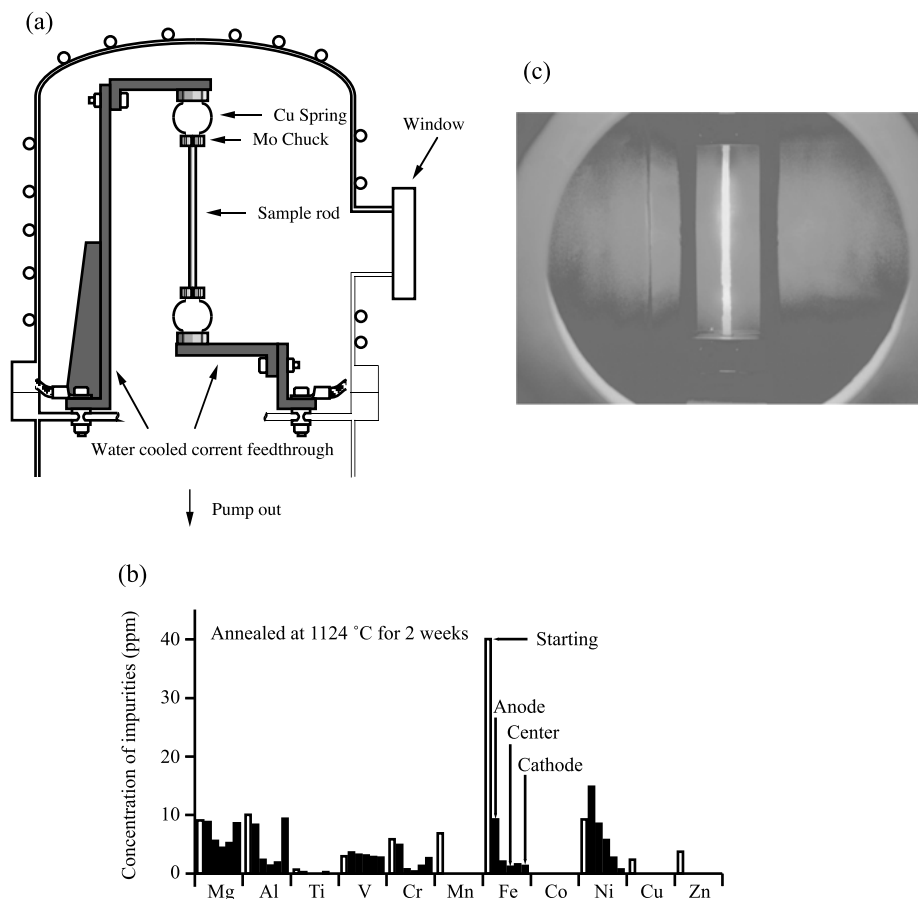 (a)
(c)
Cu Spring
Mo Chuck
Window
Sample rod
Water cooled corrent feedthrough
Pump out
(b)
Concentration of impurities (ppm)
40
30
20
10
0
Annealed at 1124 ˚C for 2 weeks
Starting
Anode
Center
Cathode
Mg Al Ti V Cr Mn Fe Co Ni Cu Zn